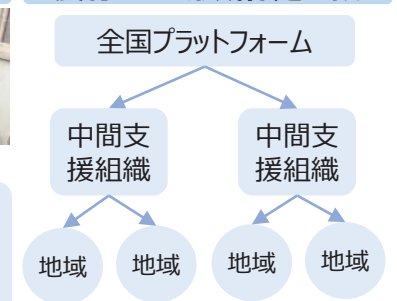 全国プラットフォーム
中間支
援組織
中間支
援組織
地域
地域
地域
地域